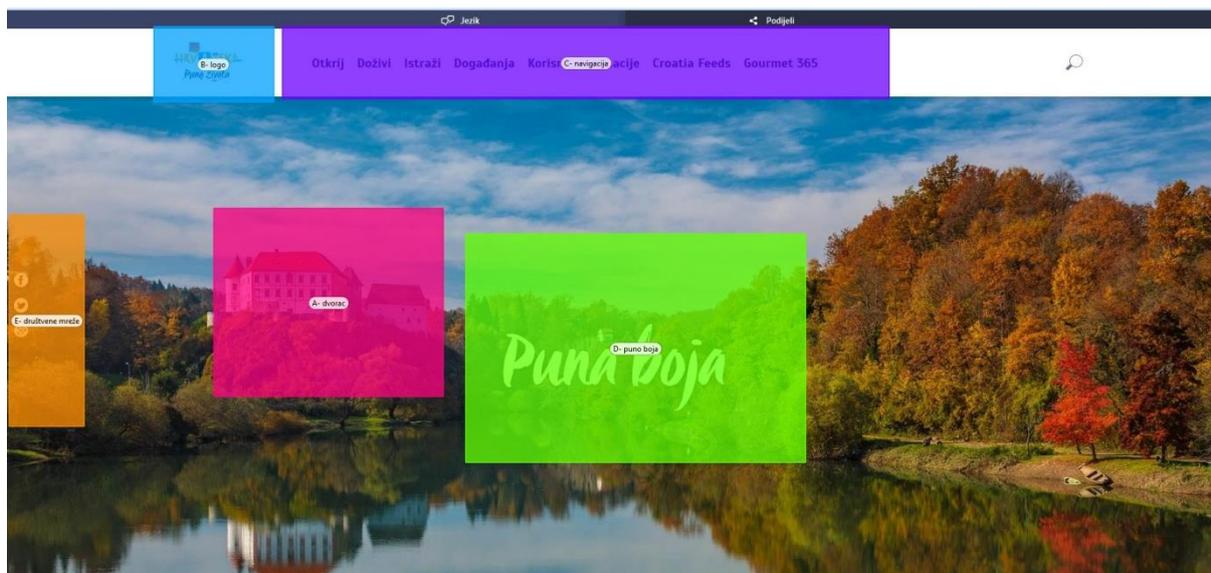 Jezik
Podijeli
B- logo
Puna života
Otkrij Doživi Istraži Događanja C- navigacija Croatia Feeds Gourmet 365
A- dvorac
E- društvene mreže
D- puno boja
Puna boja